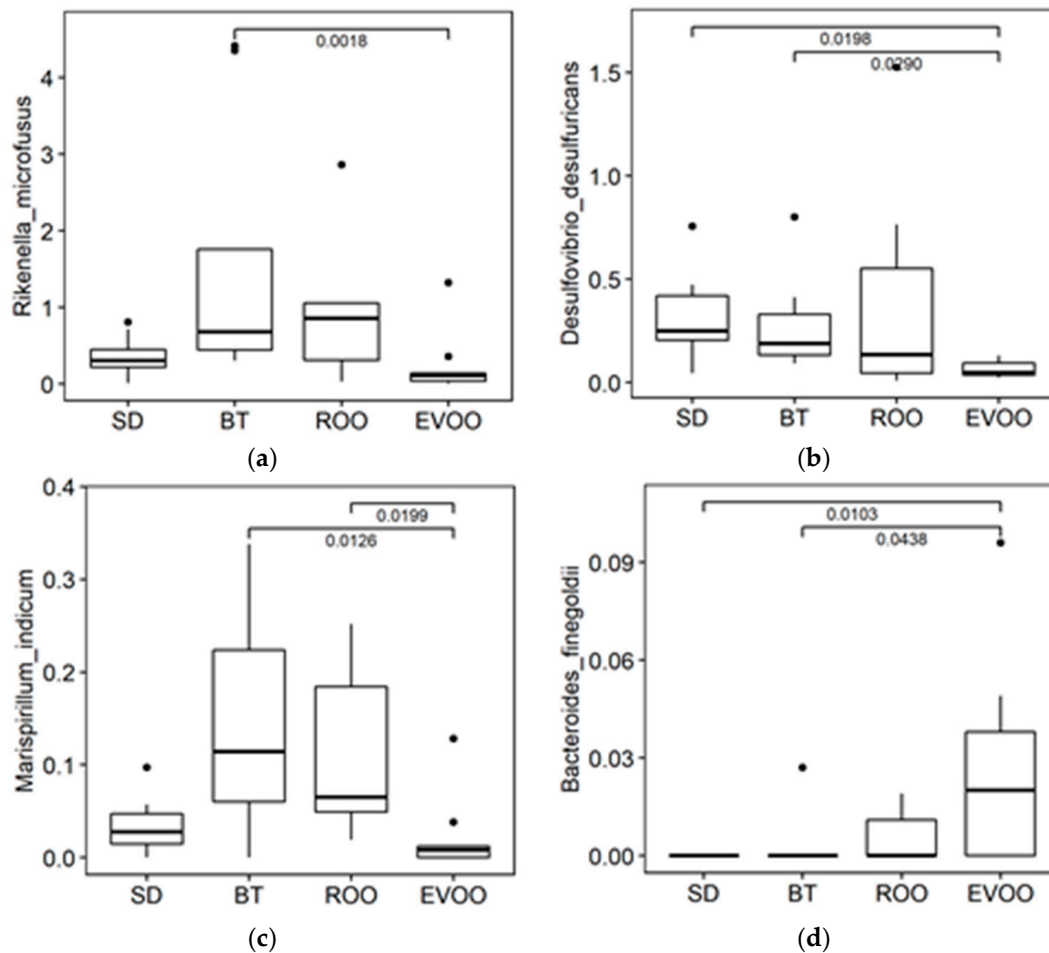 0.0018
4
3
2
1
0
Rikenella_microfusus
SD BT ROO EVOO
(a)
0.0198
0.0290
1.5
1.0
0.5
0.0
Desulfovibrio_desulfuricans
SD BT ROO EVOO
(b)
0.4
0.3
0.2
0.1
0.0
0.0199
0.0126
Marispirillum_indicum
SD BT ROO EVOO
(c)
0.0103
0.0438
0.09
0.06
0.03
0.00
Bacteroides_finegoldii
SD BT ROO EVOO
(d)